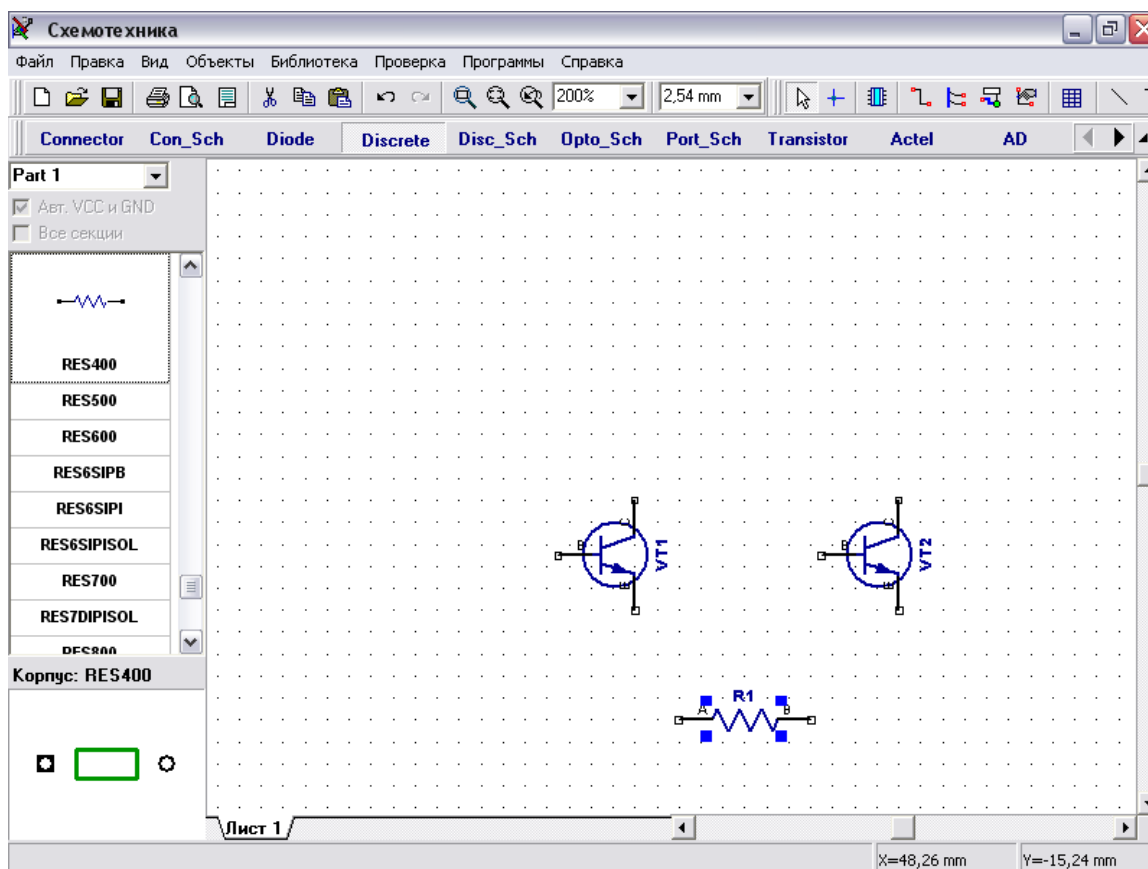 Схемотехника
Файл Правка Вид Объекты Библиотека Проверка Программы Справка
200% 2,54 mm
Connector Con_Sch Diode Discrete Disc_Sch Opto_Sch Port_Sch Transistor Actel AD
Part 1
Авт. VCC и GND
Все секции
RES400
RES500
RES600
RES6SIPB
RES6SIPI
RES6SIPISOL
RES700
RES7DIPISOL
RES800
Корпус: RES400
C C
B VT1 B VT2
E E
R1
A B
Лист 1
X=48,26 mm Y=-15,24 mm